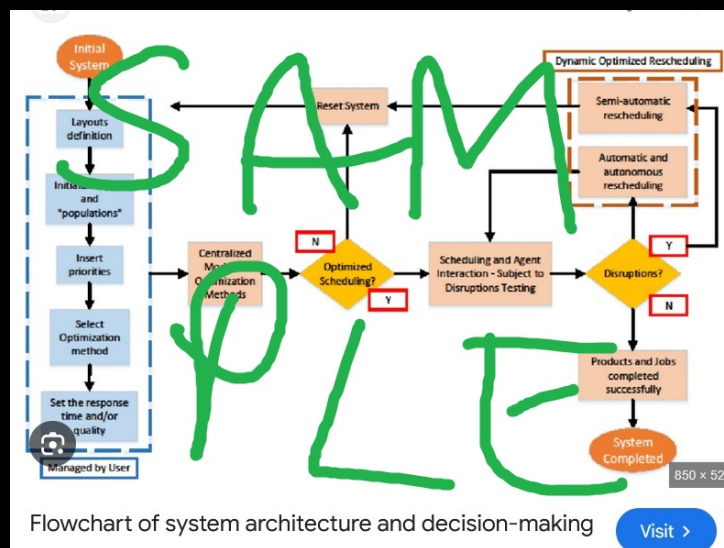 Initial
System
Dynamic Optimized Rescheduling
Layouts
definition
Reset System
Semi-automatic
rescheduling
and
"populations"
Automatic and
autonomous
rescheduling
Insert
priorities
N
Centralized
Optimized
Scheduling?
Scheduling and Agent
Interaction - Subject to
Disruptions Testing
Disruptions?
Y
Methods
Y
N
Select
Optimization
method
Products and Jobs
completed
successfully
Set the response
time and/or
quality
System
Completed
Managed by User
850 × 52
SAM
PLE
Flowchart of system architecture and decision-making
Visit >